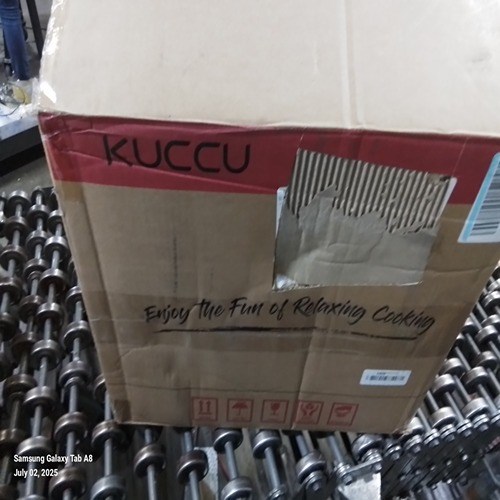 KUCCU
Enjoy the Fun of Relaxing Cooking
Samsung Galaxy Tab A8
July 02, 2025